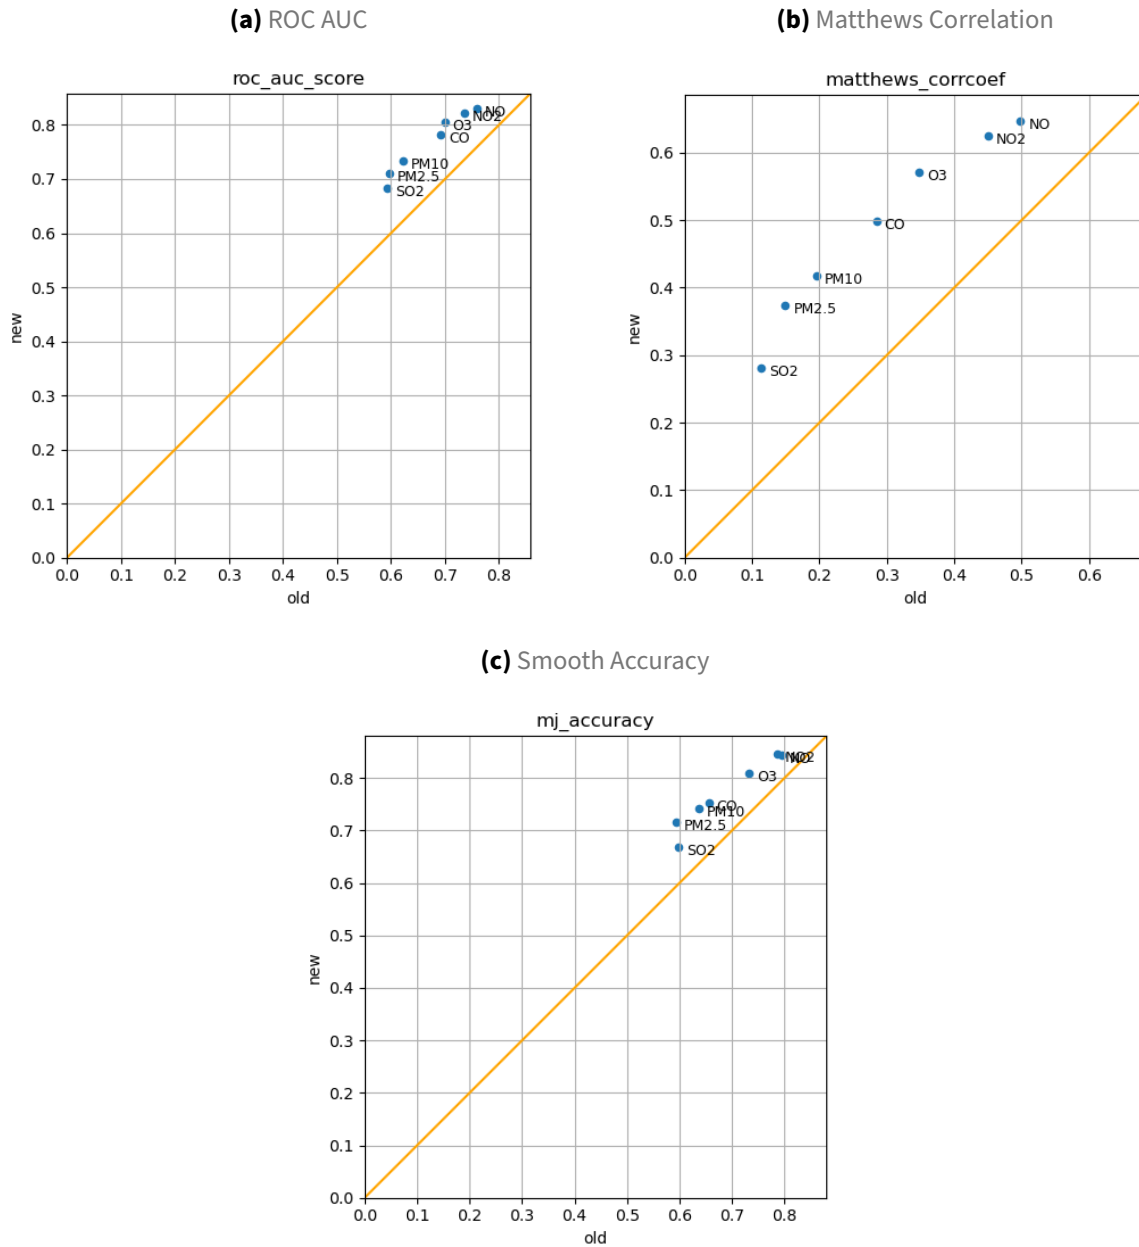 (a) ROC AUC
roc_auc_score
0.8
0.7
0.6
0.5
0.4
0.3
0.2
0.1
0.0
new
NO
NO2
O3
CO
PM10
PM2.5
SO2
0.0 0.1 0.2 0.3 0.4 0.5 0.6 0.7 0.8
old
(b) Matthews Correlation
matthews_corrcoef
0.6
0.5
0.4
0.3
0.2
0.1
0.0
new
NO
NO2
O3
CO
PM10
PM2.5
SO2
0.0 0.1 0.2 0.3 0.4 0.5 0.6
old
(c) Smooth Accuracy
mj_accuracy
0.8
0.7
0.6
0.5
0.4
0.3
0.2
0.1
0.0
new
NO2
NO
O3
CO
PM10
PM2.5
SO2
0.0 0.1 0.2 0.3 0.4 0.5 0.6 0.7 0.8
old